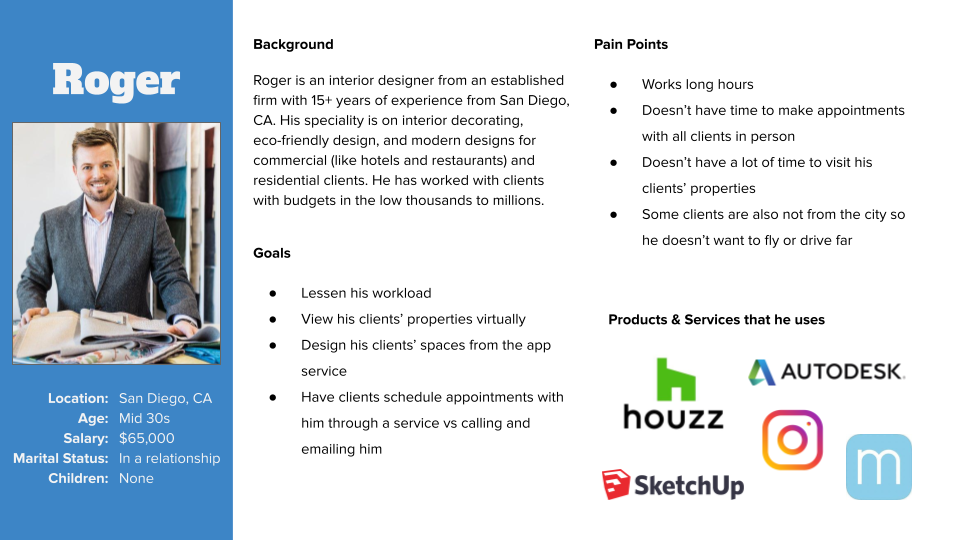 Roger
Location: San Diego, CA
Age: Mid 30s
Salary: $65,000
Marital Status: In a relationship
Children: None
Background
Roger is an interior designer from an established
firm with 15+ years of experience from San Diego,
CA. His speciality is on interior decorating,
eco-friendly design, and modern designs for
commercial (like hotels and restaurants) and
residential clients. He has worked with clients
with budgets in the low thousands to millions.
Goals
● Lessen his workload
● View his clients’ properties virtually
● Design his clients’ spaces from the app
service
● Have clients schedule appointments with
him through a service vs calling and
emailing him
Pain Points
● Works long hours
● Doesn’t have time to make appointments
with all clients in person
● Doesn’t have a lot of time to visit his
clients’ properties
● Some clients are also not from the city so
he doesn’t want to fly or drive far
Products & Services that he uses
houzz
AUTODESK.
SketchUp
m